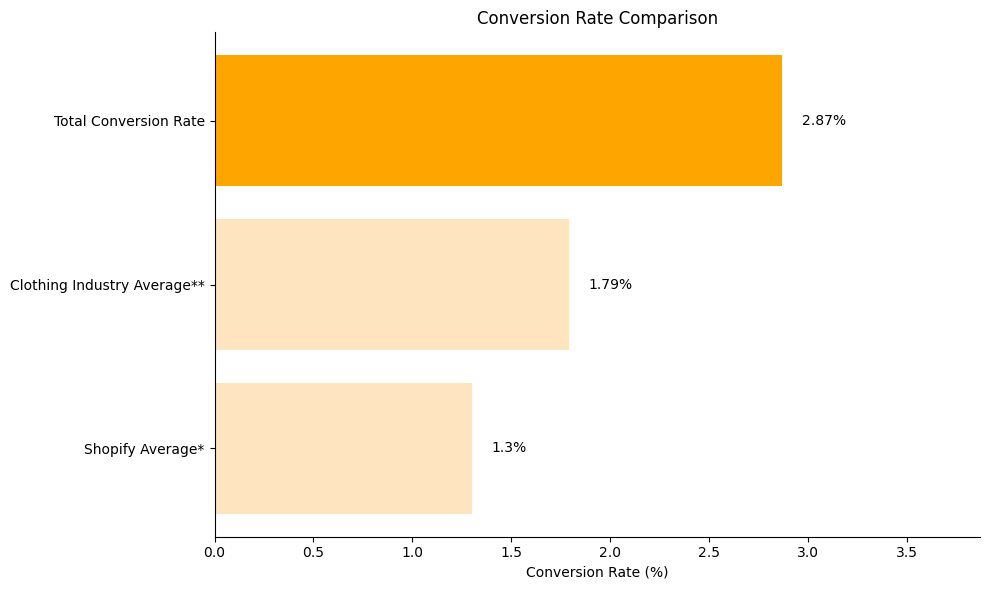 Conversion Rate Comparison
Total Conversion Rate
2.87%
Clothing Industry Average**
1.79%
Shopify Average*
1.3%
0.0 0.5 1.0 1.5 2.0 2.5 3.0 3.5
Conversion Rate (%)